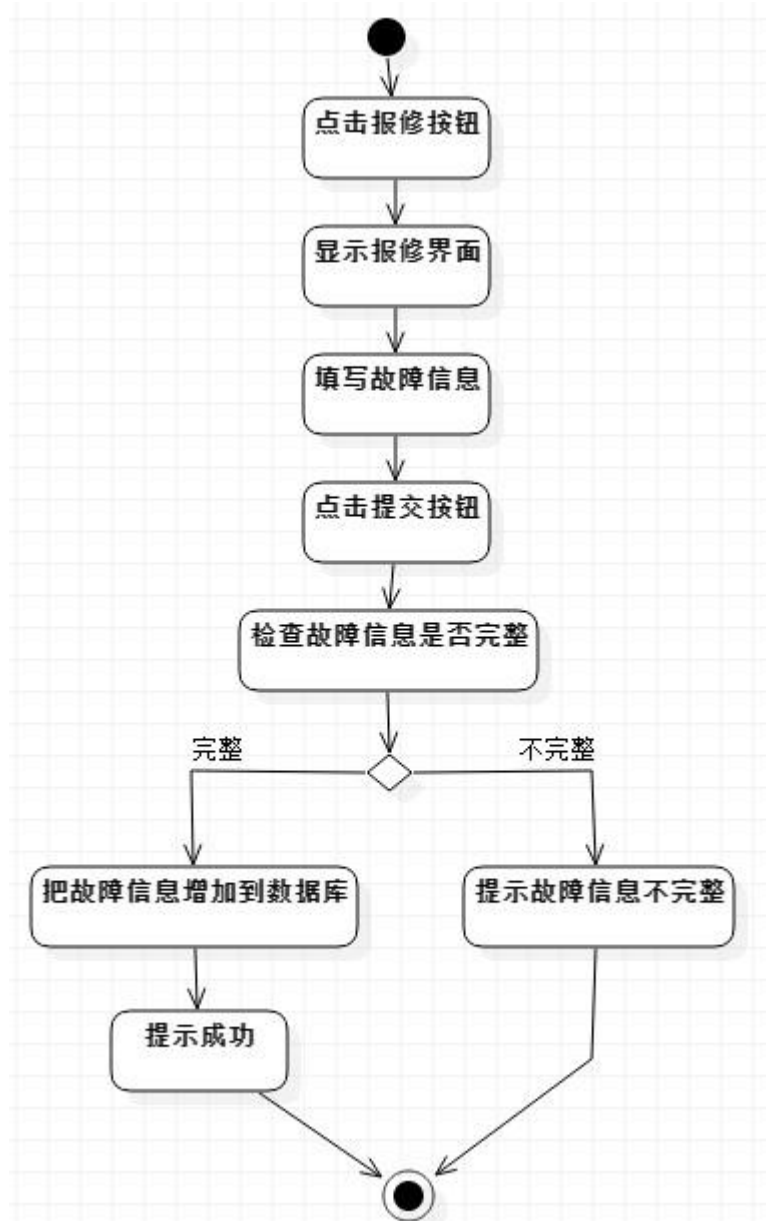 点击报修按钮
显示报修界面
填写故障信息
点击提交按钮
检查故障信息是否完整
完整
不完整
把故障信息增加到数据库
提示故障信息不完整
提示成功